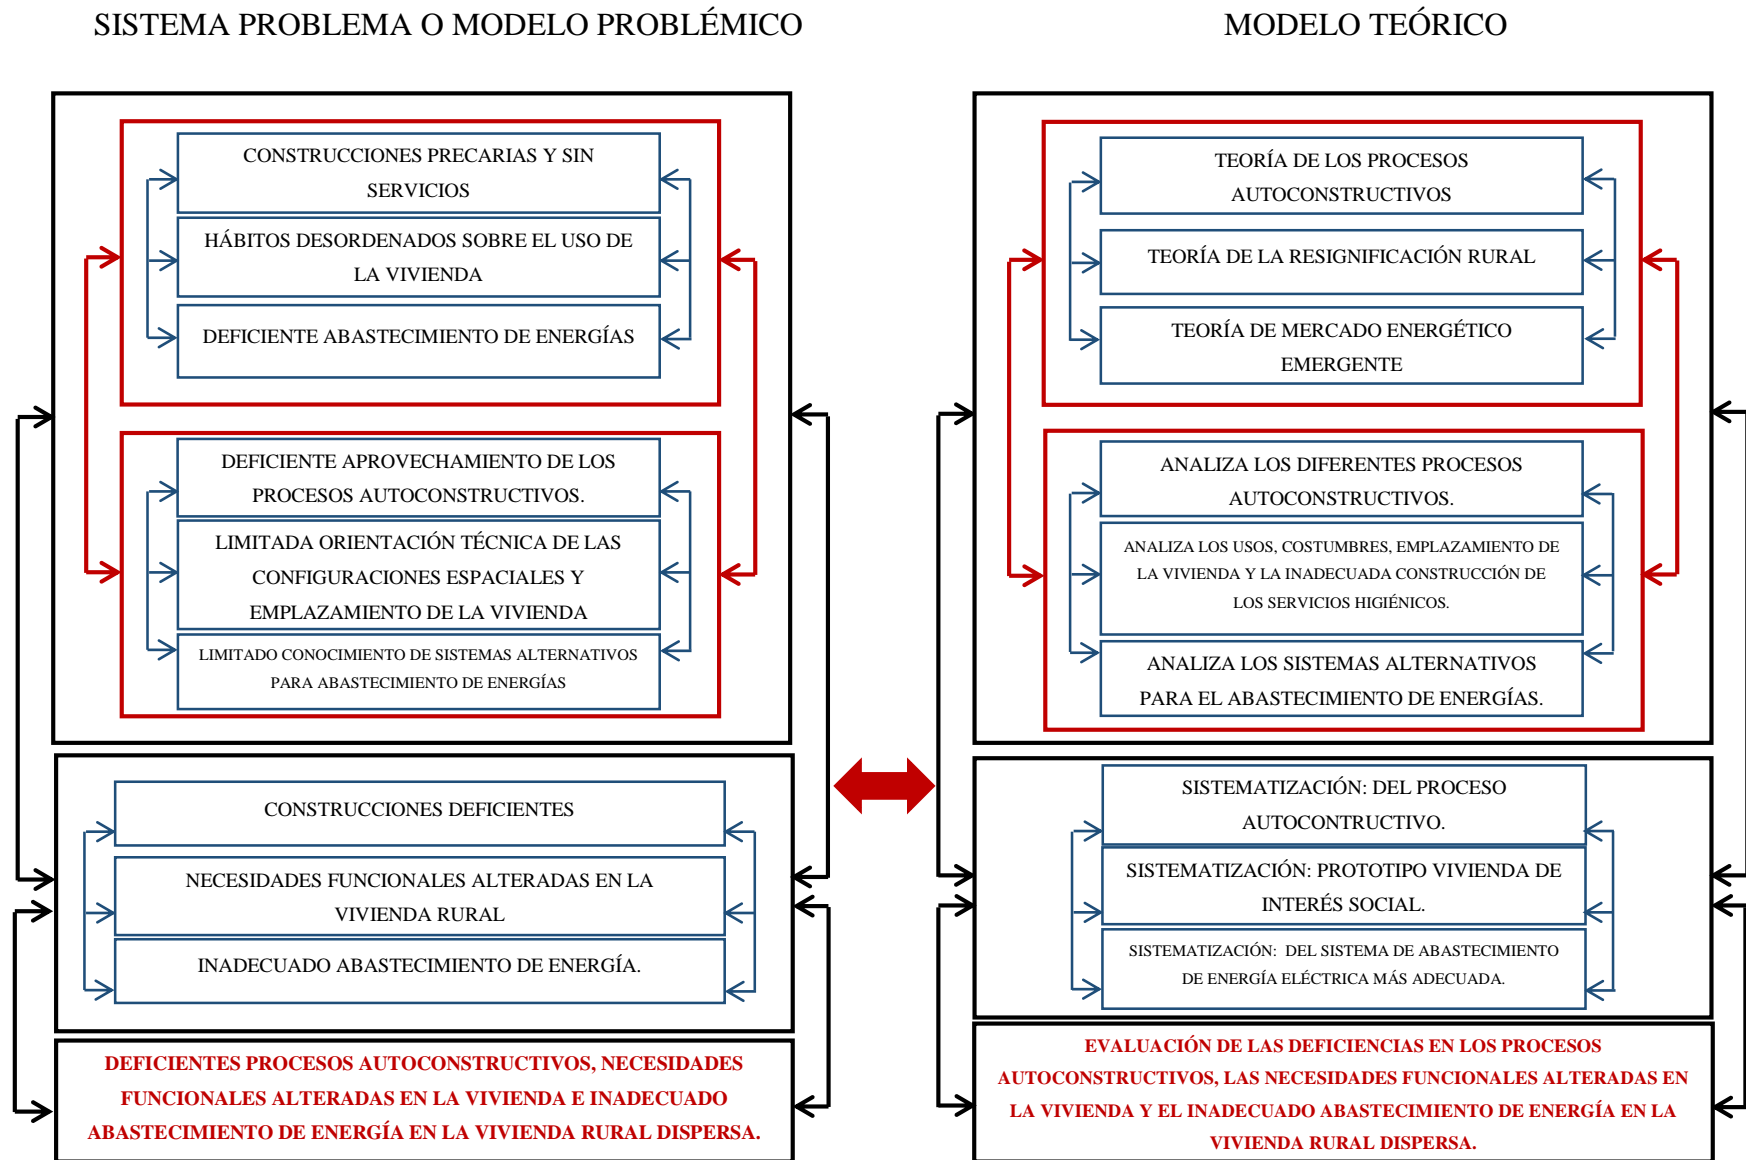 SISTEMA PROBLEMA O MODELO PROBLÉMICO
CONSTRUCCIONES PRECARIAS Y SIN
SERVICIOS
HÁBITOS DESORDENADOS SOBRE EL USO DE
LA VIVIENDA
DEFICIENTE ABASTECIMIENTO DE ENERGÍAS
DEFICIENTE APROVECHAMIENTO DE LOS
PROCESOS AUTOCONSTRUCTIVOS.
LIMITADA ORIENTACIÓN TÉCNICA DE LAS
CONFIGURACIONES ESPACIALES Y
EMPLAZAMIENTO DE LA VIVIENDA
LIMITADO CONOCIMIENTO DE SISTEMAS ALTERNATIVOS
PARA ABASTECIMIENTO DE ENERGÍAS
CONSTRUCCIONES DEFICIENTES
NECESIDADES FUNCIONALES ALTERADAS EN LA
VIVIENDA RURAL
INADECUADO ABASTECIMIENTO DE ENERGÍA.
DEFICIENTES PROCESOS AUTOCONSTRUCTIVOS, NECESIDADES
FUNCIONALES ALTERADAS EN LA VIVIENDA E INADECUADO
ABASTECIMIENTO DE ENERGÍA EN LA VIVIENDA RURAL DISPERSA.
MODELO TEÓRICO
TEORÍA DE LOS PROCESOS
AUTOCONSTRUCTIVOS
TEORÍA DE LA RESIGNIFICACIÓN RURAL
TEORÍA DE MERCADO ENERGÉTICO
EMERGENTE
ANALIZA LOS DIFERENTES PROCESOS
AUTOCONSTRUCTIVOS.
ANALIZA LOS USOS, COSTUMBRES, EMPLAZAMIENTO DE
LA VIVIENDA Y LA INADECUADA CONSTRUCCIÓN DE
LOS SERVICIOS HIGIÉNICOS.
ANALIZA LOS SISTEMAS ALTERNATIVOS
PARA EL ABASTECIMIENTO DE ENERGÍAS.
SISTEMATIZACIÓN: DEL PROCESO
AUTOCONTRUCTIVO.
SISTEMATIZACIÓN: PROTOTIPO VIVIENDA DE
INTERÉS SOCIAL.
SISTEMATIZACIÓN: DEL SISTEMA DE ABASTECIMIENTO
DE ENERGÍA ELÉCTRICA MÁS ADECUADA.
EVALUACIÓN DE LAS DEFICIENCIAS EN LOS PROCESOS
AUTOCONSTRUCTIVOS, LAS NECESIDADES FUNCIONALES ALTERADAS EN
LA VIVIENDA Y EL INADECUADO ABASTECIMIENTO DE ENERGÍA EN LA
VIVIENDA RURAL DISPERSA.